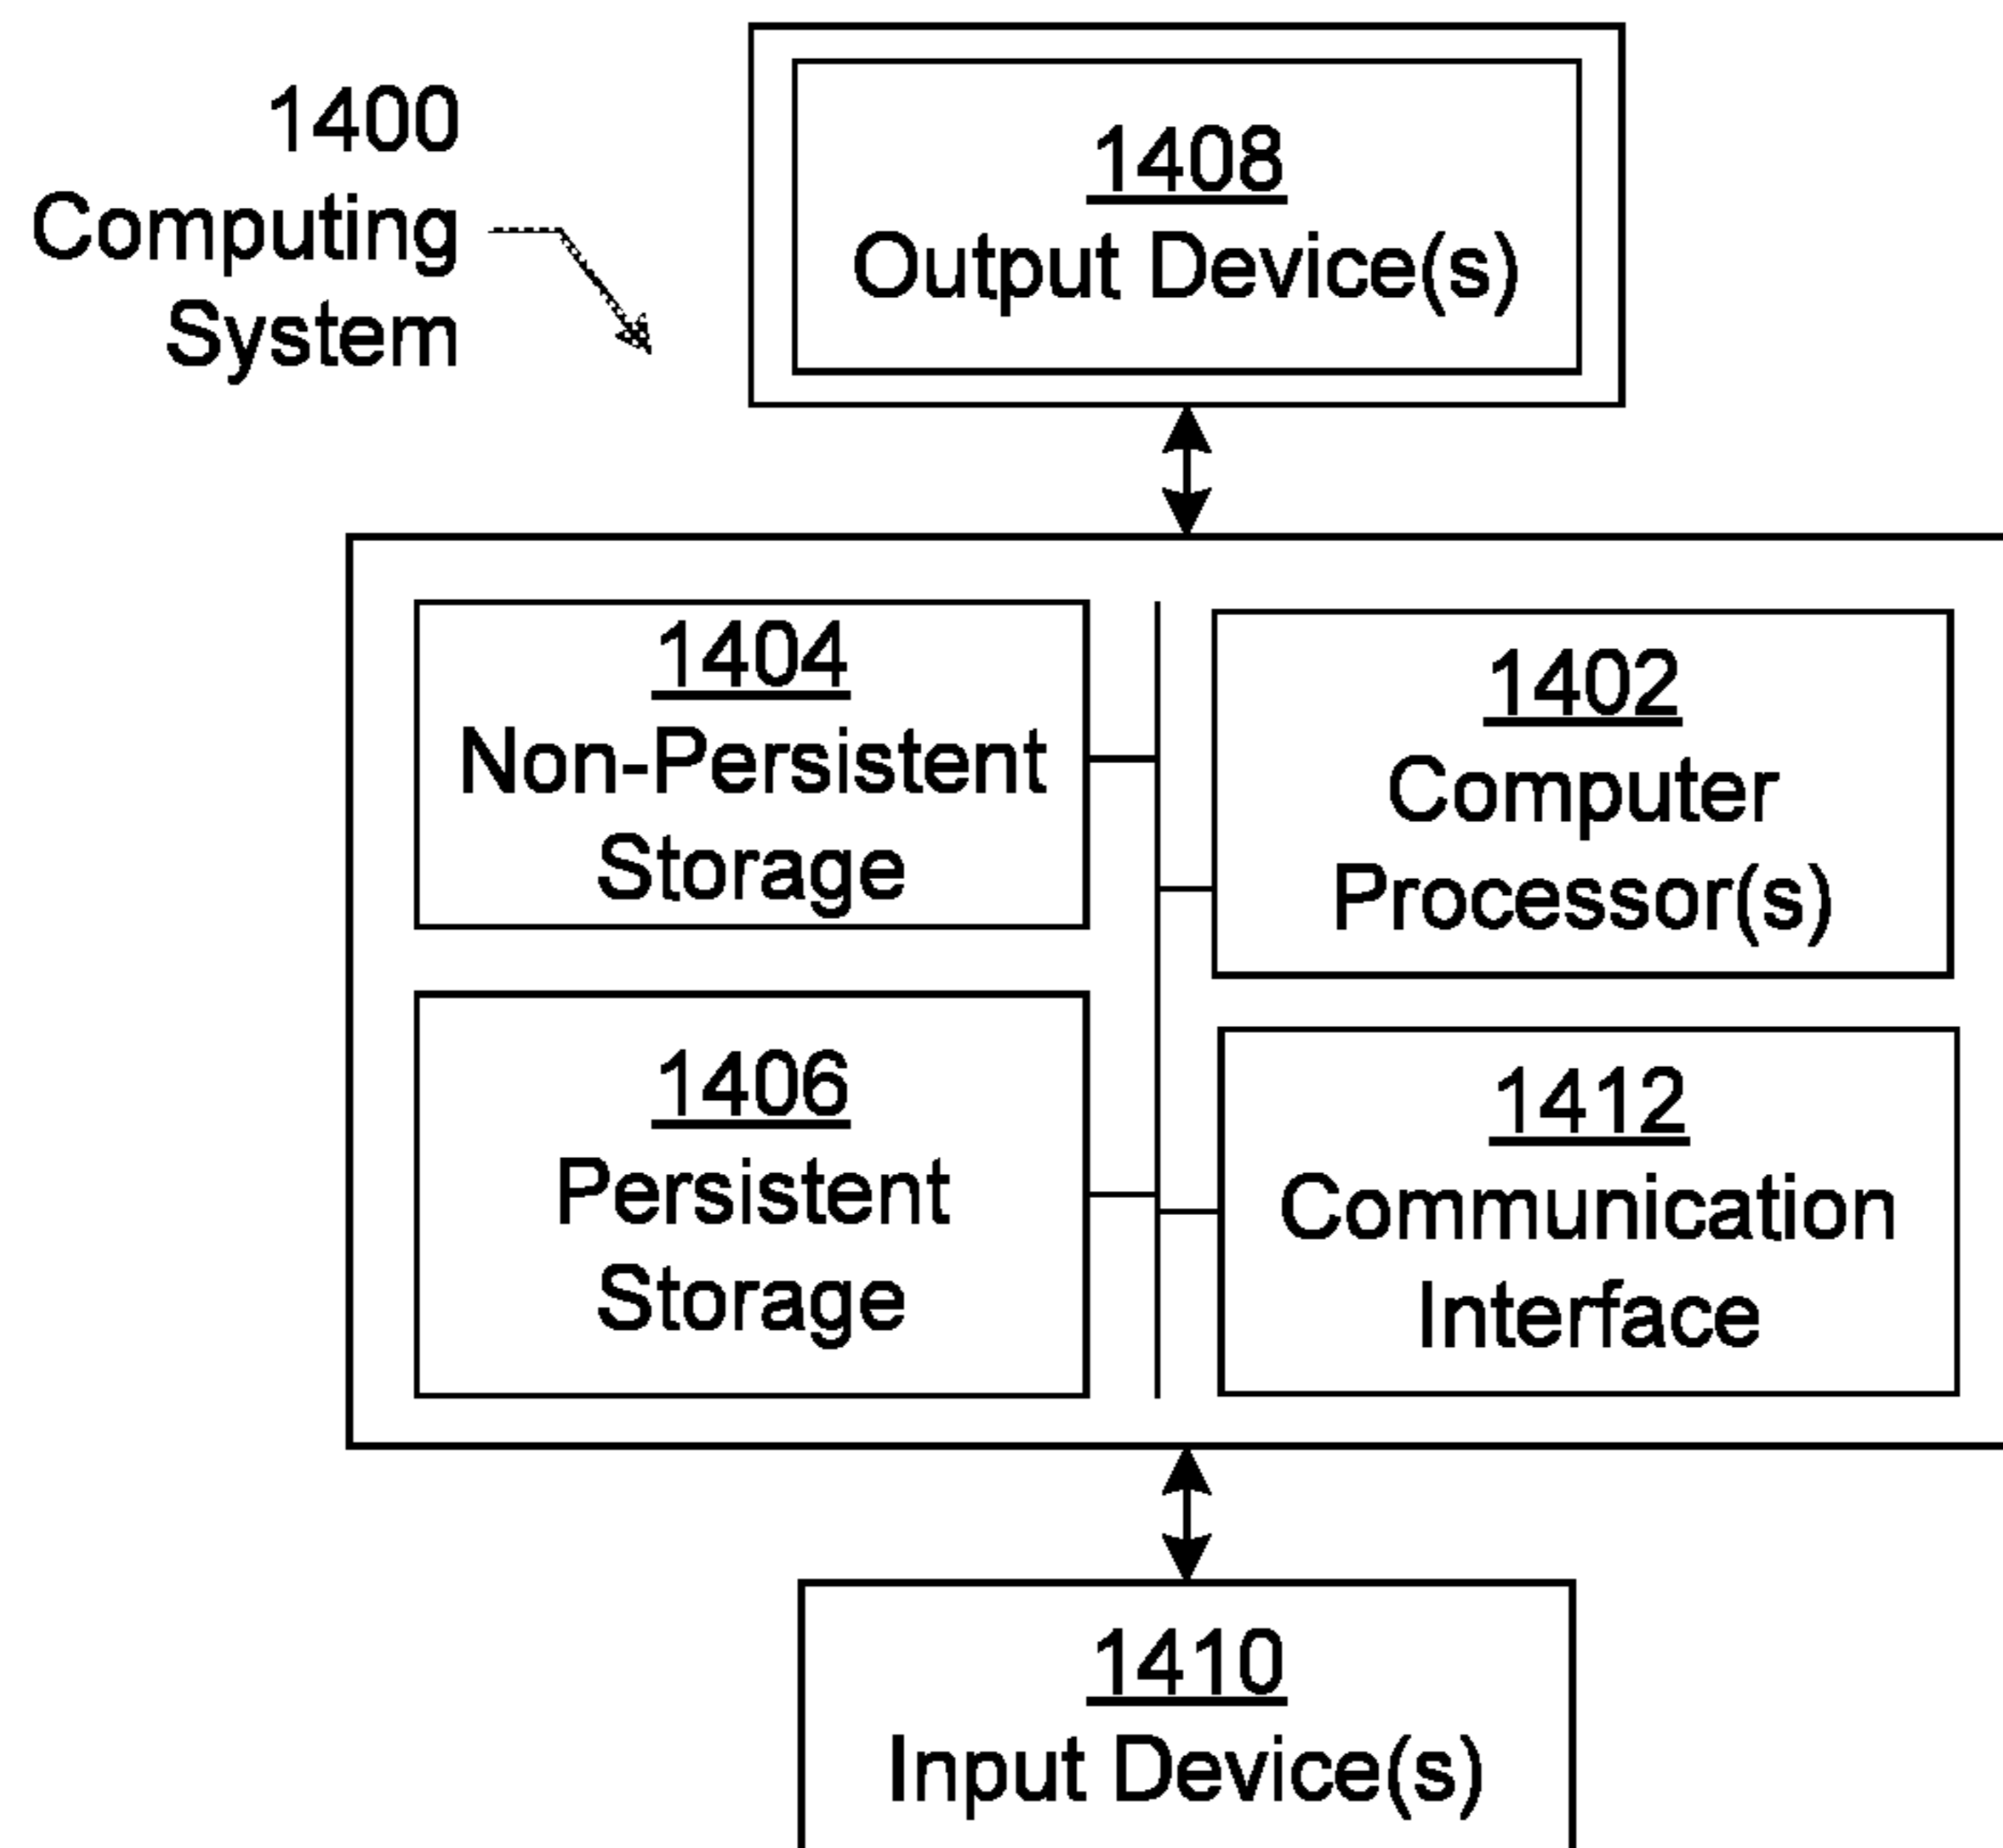 1400
Computing
System
1408
Output Device(s)
1404
Non-Persistent
Storage
1402
Computer
Processor(s)
1406
Persistent
Storage
1412
Communication
Interface
1410
Input Device(s)